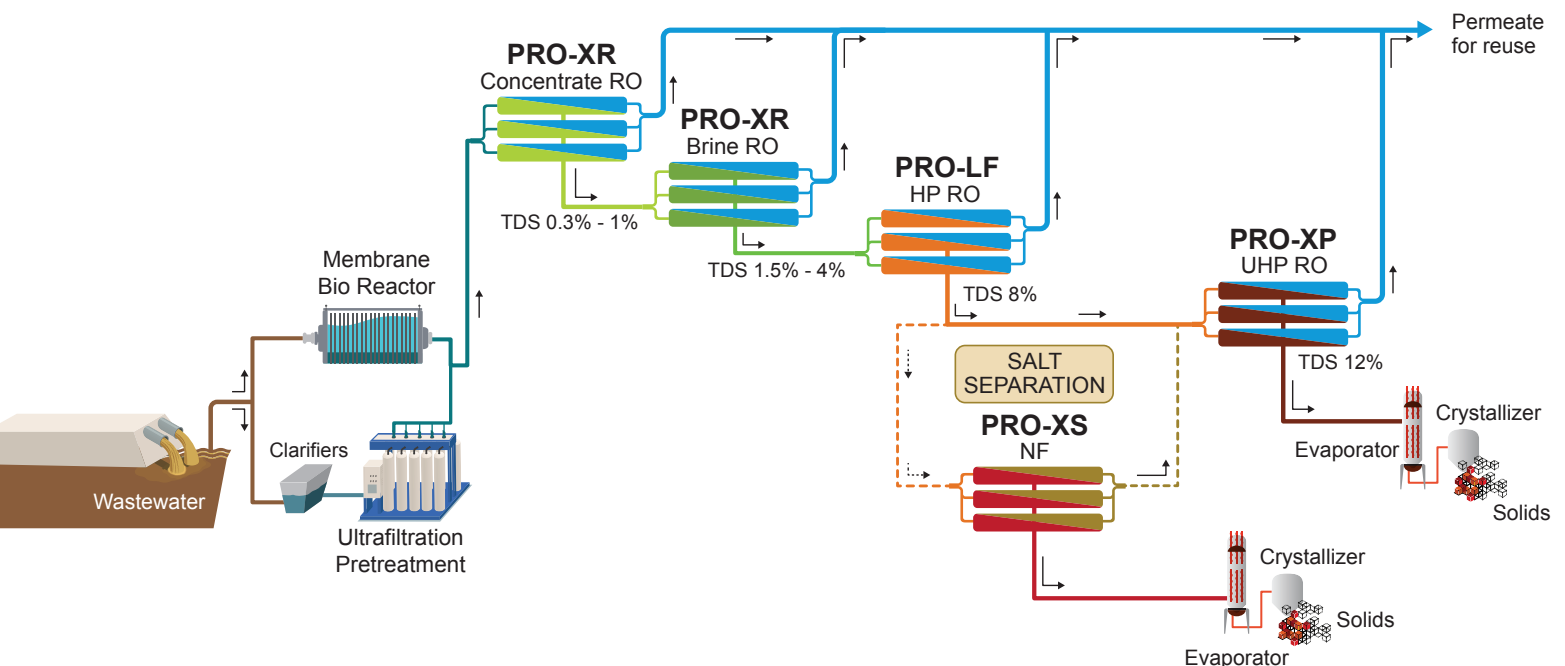 Permeate
for reuse
PRO-XR
Concentrate RO
PRO-XR
Brine RO
PRO-LF
HP RO
TDS 0.3% - 1%
PRO-XP
UHP RO
Membrane
Bio Reactor
TDS 1.5% - 4%
TDS 8%
SALT
SEPARATION
TDS 12%
PRO-XS
NF
Crystallizer
Evaporator
Solids
Clarifiers
Wastewater
Ultrafiltration
Pretreatment
Crystallizer
Solids
Evaporator